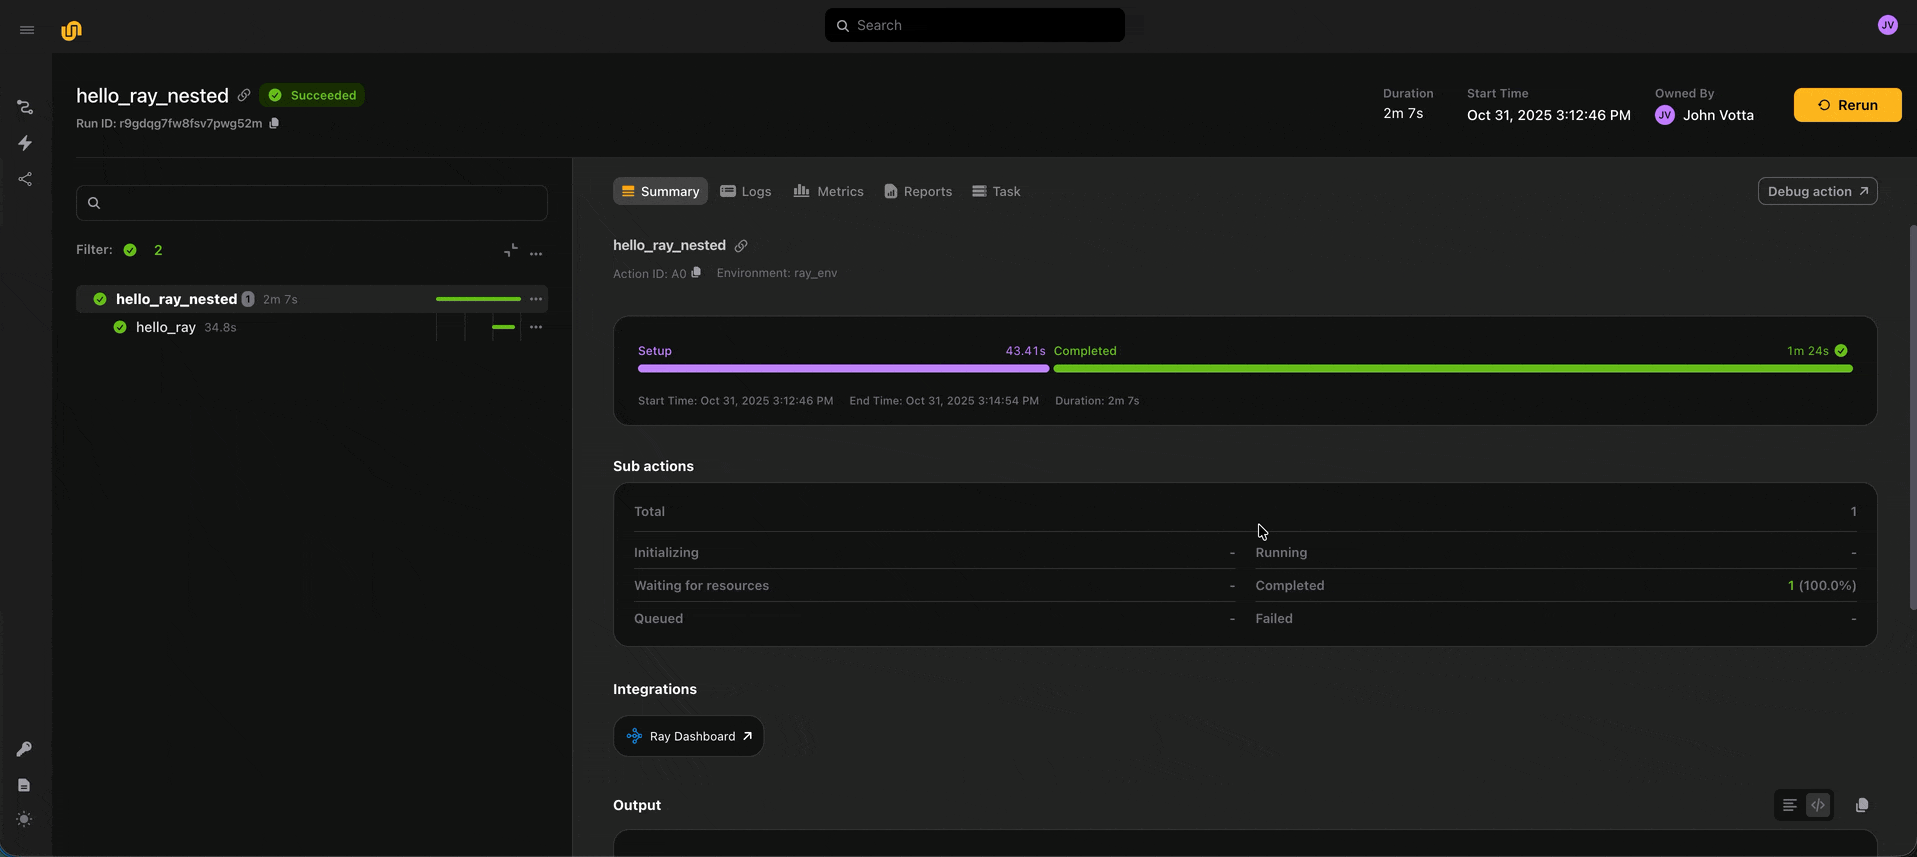 Search
JV
hello_ray_nested
Succeeded
Run ID: r9gdqg7fw8fsv7pwg52m
Duration
2m 7s
Start Time
Oct 31, 2025 3:12:46 PM
Owned By
JV John Votta
Rerun
Filter: 2
hello_ray_nested 1 2m 7s
hello_ray 34.8s
Summary Logs Metrics Reports Task
Debug action
hello_ray_nested
Action ID: A0 Environment: ray_env
Setup 43.41s Completed 1m 24s
Start Time: Oct 31, 2025 3:12:46 PM End Time: Oct 31, 2025 3:14:54 PM Duration: 2m 7s
Sub actions
Total 1
Initializing - Running -
Waiting for resources - Completed 1 (100.0%)
Queued - Failed -
Integrations
Ray Dashboard
Output